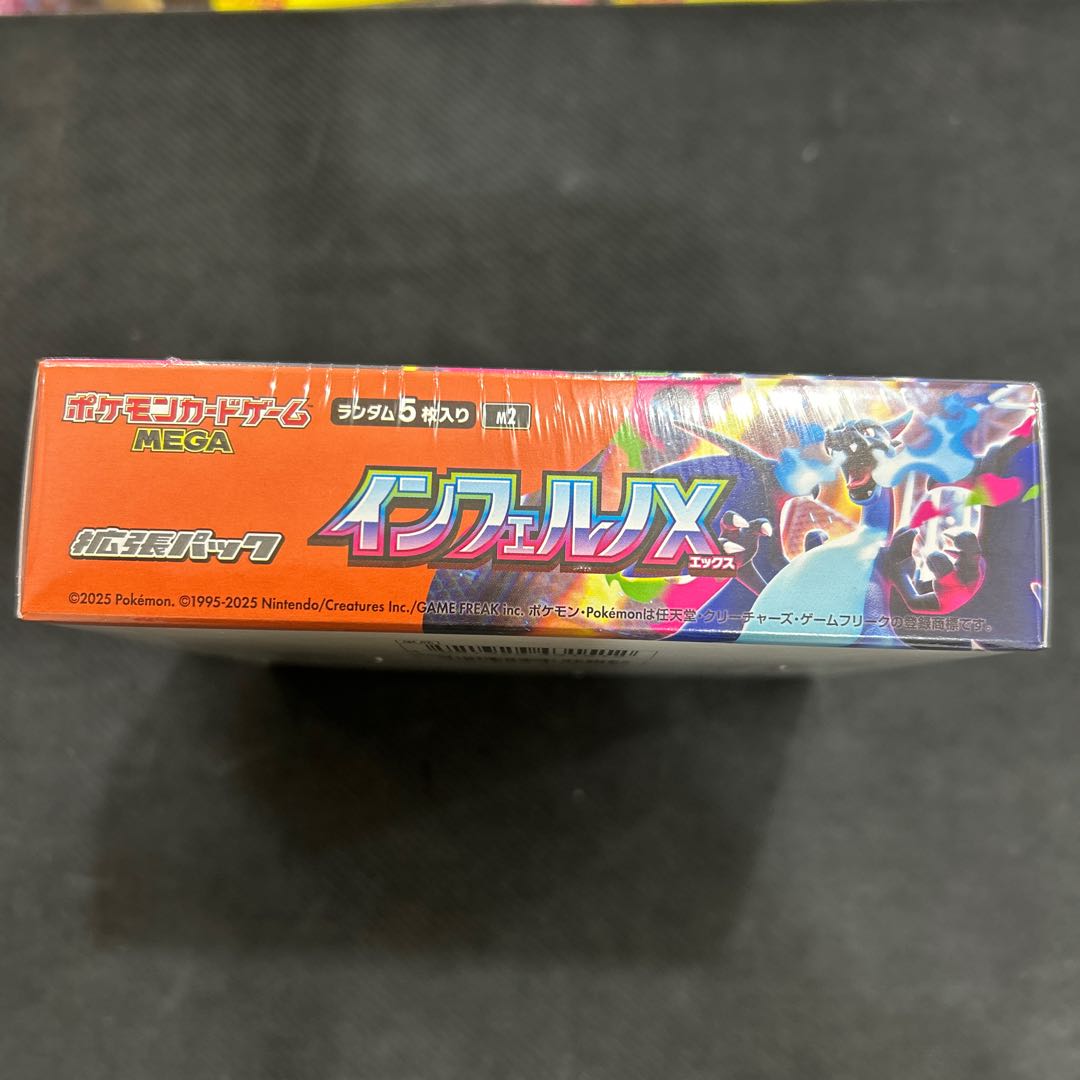 ポケモンカードゲーム
MEGA
ランダム5枚入り M2
インフェルノX
エックス
拡張パック
©2025 Pokémon. ©1995-2025 Nintendo/Creatures Inc./GAME FREAK inc. ポケモン・Pokémonは任天堂・クリーチャーズ・ゲームフリークの登録商標です。